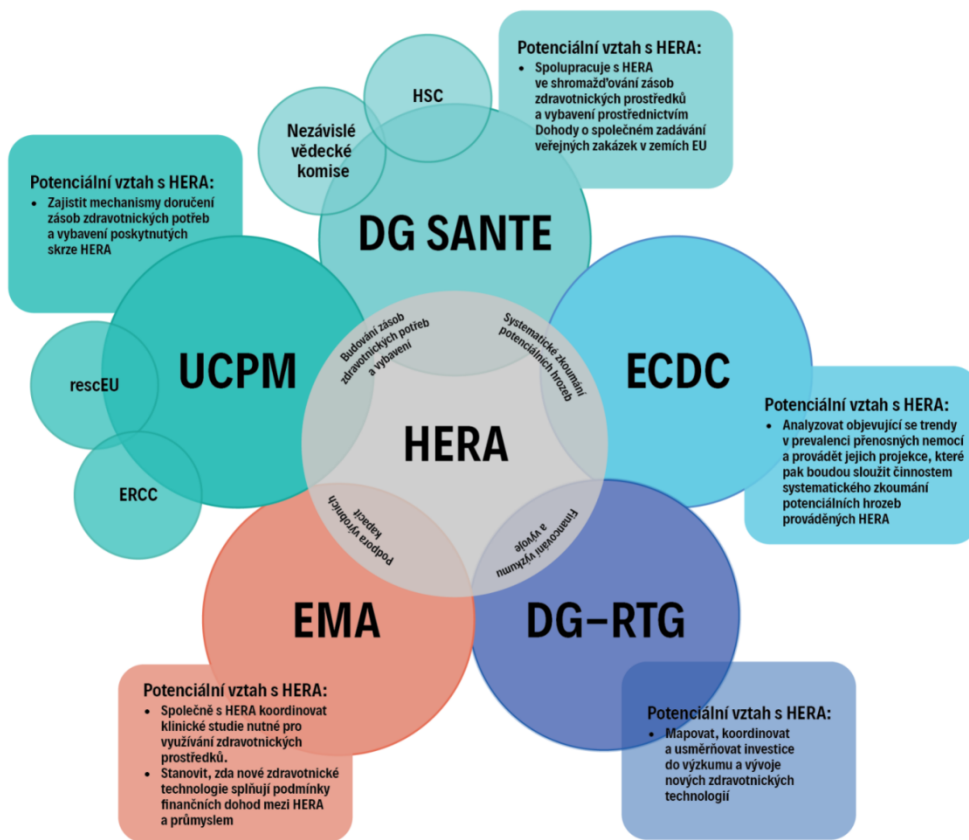 Potenciální vztah s HERA:
• Spolupracuje s HERA
ve shromažďování zásob
zdravotnických prostředků
a vybavení prostřednictvím
Dohody o společném zadávání
veřejných zakázek v zemích EU
HSC
Nezávislé
vědecké
komise
DG SANTE
Potenciální vztah s HERA:
• Zajistit mechanismy doručení
zásob zdravotnických potřeb
a vybavení poskytnutých
skrze HERA
UCPM
rescEU
ERCC
Budování zásob
zdravotnických potřeb
a vybavení
Systematické zkoumání
potenciálních hrozeb
HERA
ECDC
Potenciální vztah s HERA:
• Analyzovat objevující se trendy
v prevalenci přenosných nemocí
a provádět jejich projekce, které
pak boudou sloužit činnostem
systematického zkoumání
potenciálních hrozeb
prováděných HERA
Podpora výrobních
kapacit
Financování výzkumu
a vývoje
EMA
DG–RTG
Potenciální vztah s HERA:
• Společně s HERA koordinovat
klinické studie nutné pro
využívání zdravotnických
prostředků.
• Stanovit, zda nové zdravotnické
technologie splňují podmínky
finančních dohod mezi HERA
a průmyslem
Potenciální vztah s HERA:
• Mapovat, koordinovat
a usměrňovat investice
do výzkumu a vývoje
nových zdravotnických
technologií